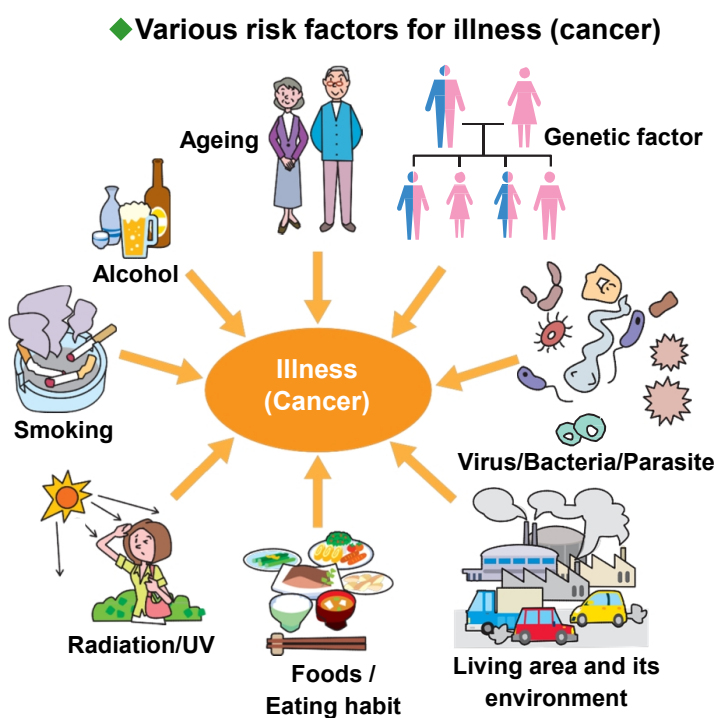 ◆Various risk factors for illness (cancer)
Ageing
Genetic factor
Alcohol
Illness
(Cancer)
Smoking
Virus/Bacteria/Parasite
Radiation/UV
Foods /
Eating habit
Living area and its
environment